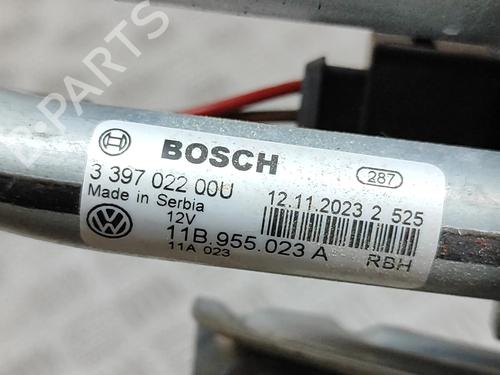 B-PARTS
BOSCH
287
3 397 022 00U
12.11.2023 2 525
Made in Serbia
12V
11B.955.023 A
11A 023
RBH